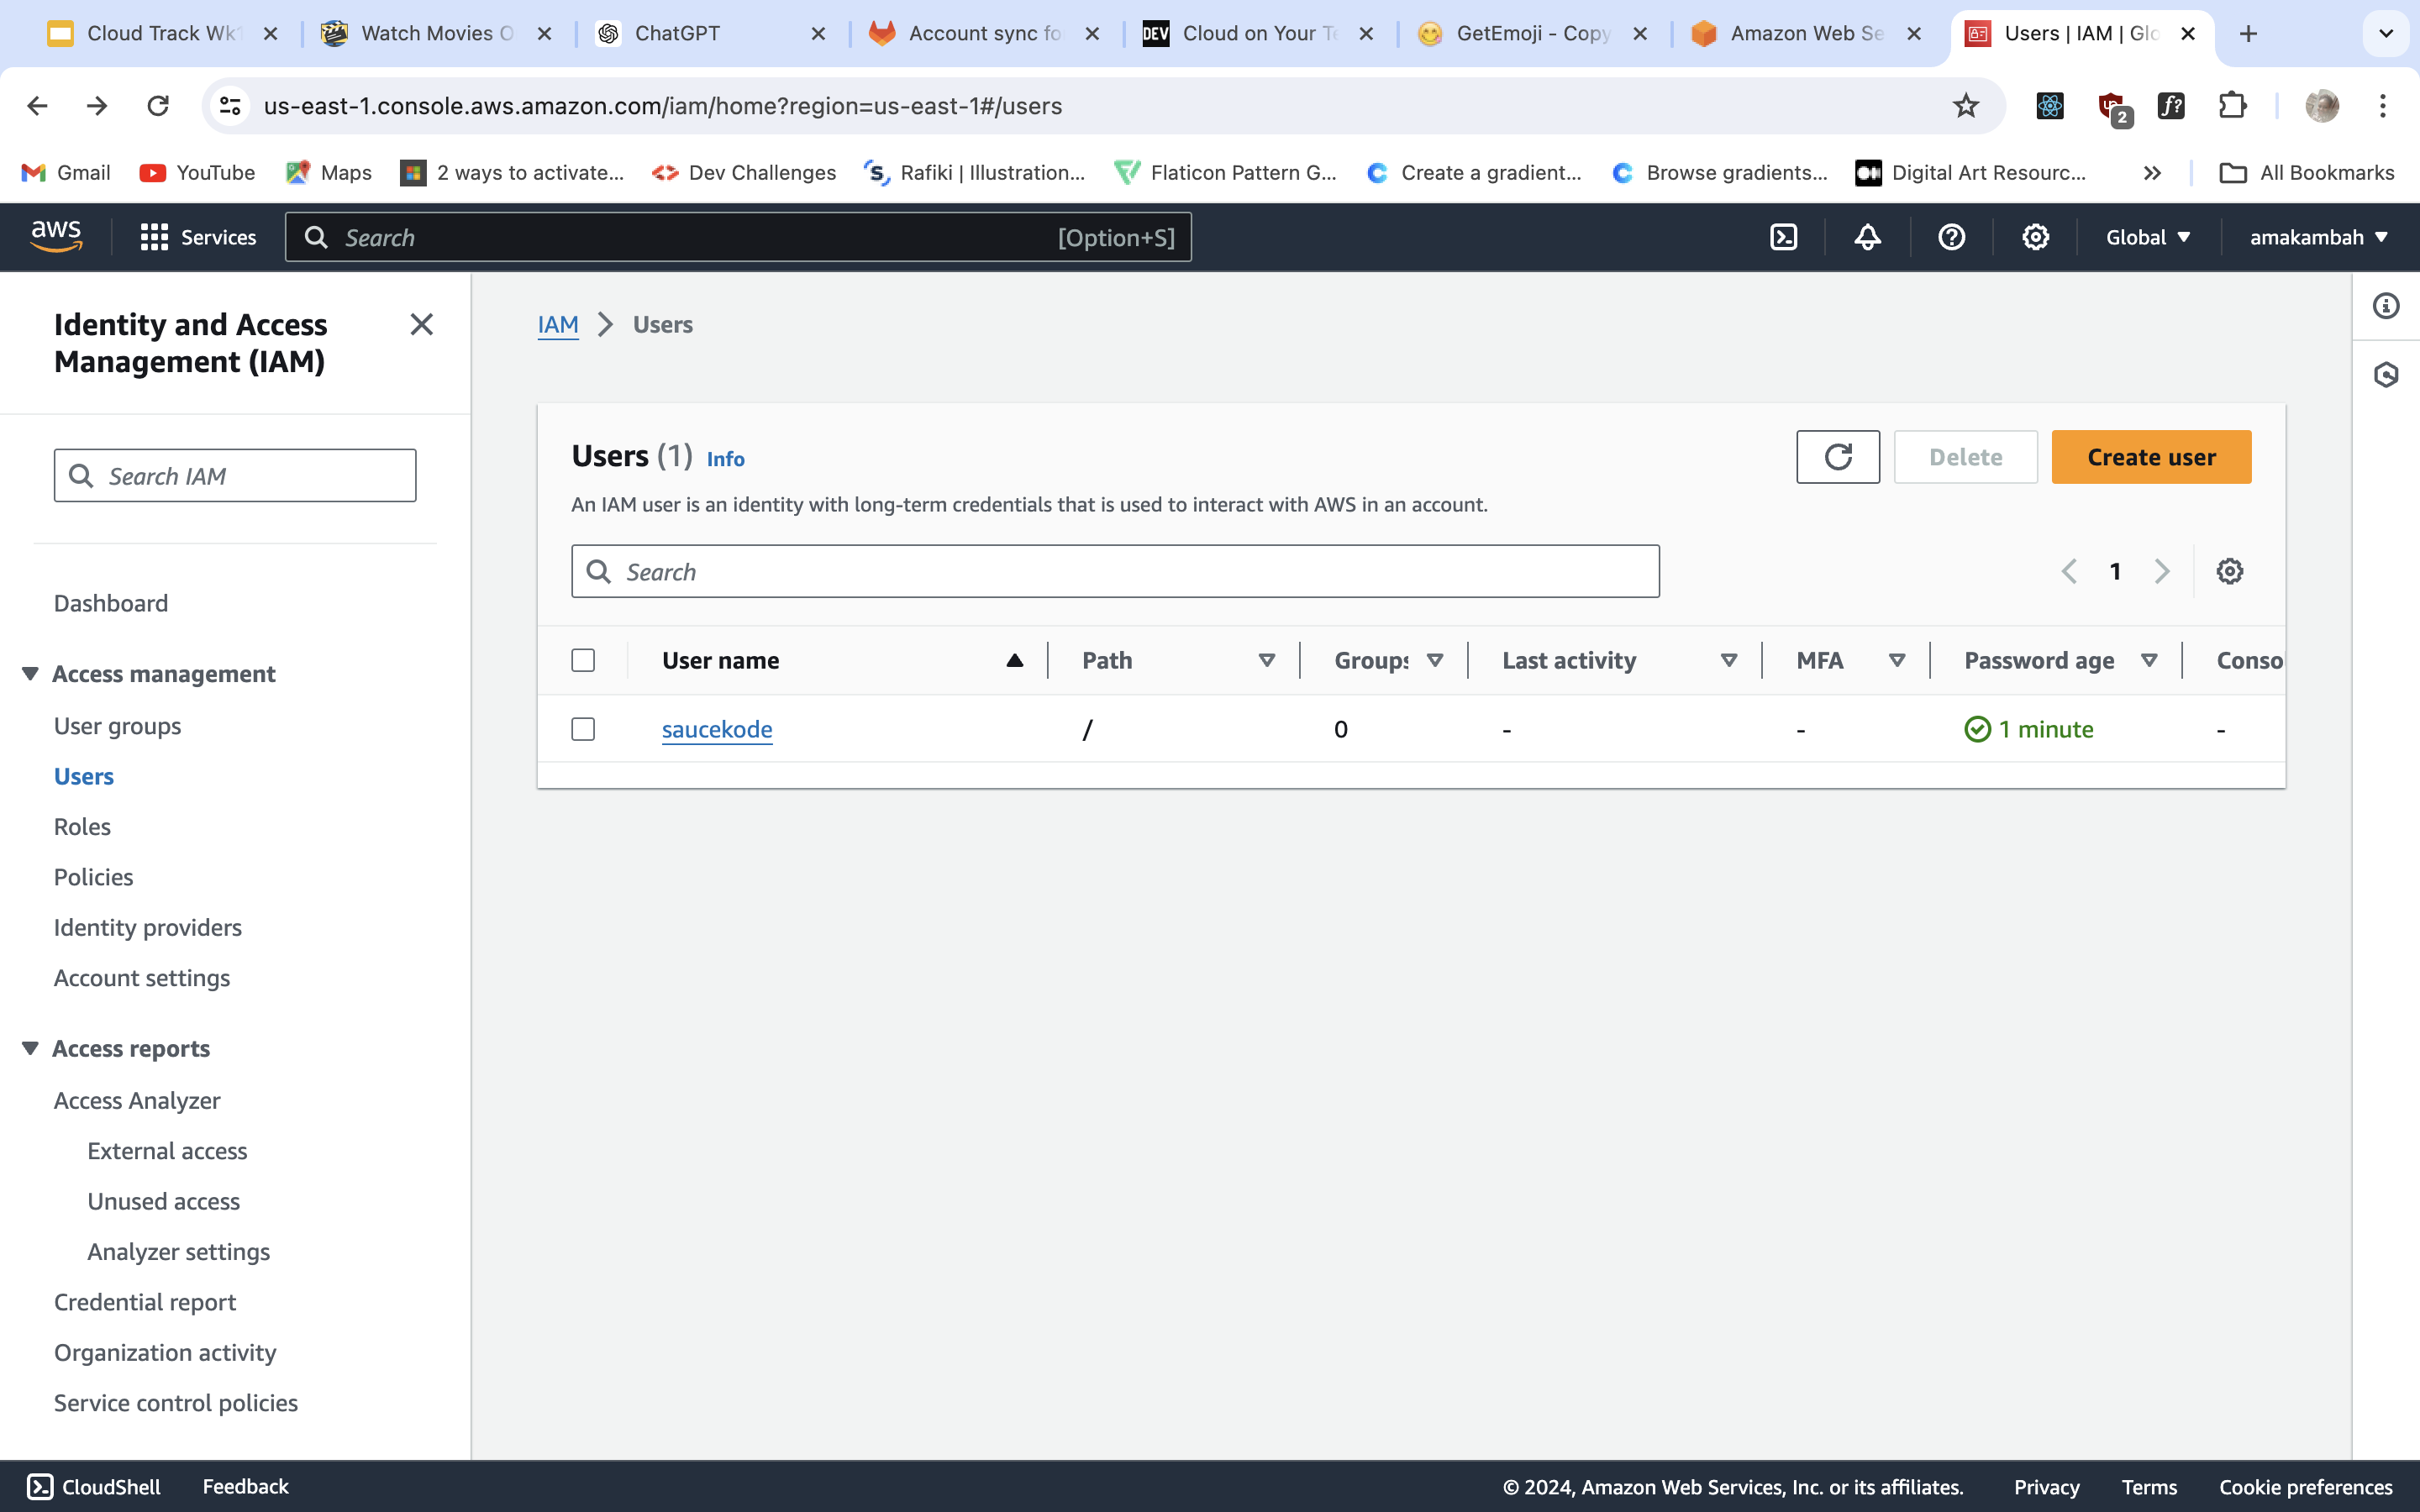 Cloud Track Wk1
Watch Movies O
ChatGPT
Account sync fo
DEV Cloud on Your Te
GetEmoji - Copy
Amazon Web Se
Users | IAM | Glo
us-east-1.console.aws.amazon.com/iam/home?region=us-east-1#/users
2
f?
Gmail
YouTube
Maps
2 ways to activate...
Dev Challenges
Rafiki | Illustration...
Flaticon Pattern G...
Create a gradient...
Browse gradients...
Digital Art Resourc...
All Bookmarks
aws
Services
Search
[Option+S]
Global
amakambah
Identity and Access
Management (IAM)
Search IAM
Dashboard
Access management
User groups
Users
Roles
Policies
Identity providers
Account settings
Access reports
Access Analyzer
External access
Unused access
Analyzer settings
Credential report
Organization activity
Service control policies
IAM > Users
Users (1) Info
Delete
Create user
An IAM user is an identity with long-term credentials that is used to interact with AWS in an account.
Search
1
User name Path Groups Last activity MFA Password age Conso
saucekode / 0 - - 1 minute -
CloudShell
Feedback
© 2024, Amazon Web Services, Inc. or its affiliates.
Privacy
Terms
Cookie preferences